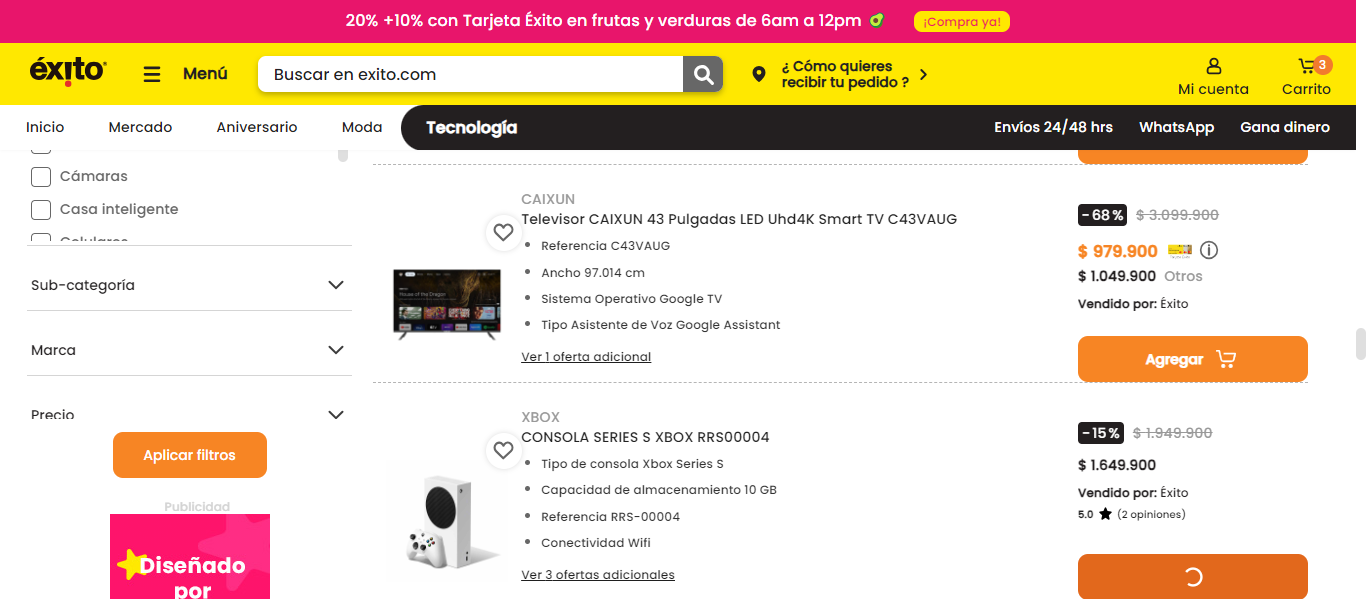 20% +10% con Tarjeta Éxito en frutas y verduras de 6am a 12pm
¡Compra ya!
éxito
Menú
Buscar en exito.com
¿ Cómo quieres
recibir tu pedido ?
Mi cuenta
3
Carrito
Inicio
Mercado
Aniversario
Moda
Tecnología
Envíos 24/48 hrs
WhatsApp
Gana dinero
Cámaras
Casa inteligente
Celulares
Sub-categoría
Marca
Precio
Aplicar filtros
Publicidad
Diseñado
por
CAIXUN
Televisor CAIXUN 43 Pulgadas LED Uhd4K Smart TV C43VAUG
Referencia C43VAUG
Ancho 97.014 cm
Sistema Operativo Google TV
Tipo Asistente de Voz Google Assistant
Ver 1 oferta adicional
-68% $ 3.099.900
$ 979.900
$ 1.049.900 Otros
Vendido por: Éxito
Agregar
XBOX
CONSOLA SERIES S XBOX RRS00004
Tipo de consola Xbox Series S
Capacidad de almacenamiento 10 GB
Referencia RRS-00004
Conectividad Wifi
Ver 3 ofertas adicionales
-15% $ 1.949.900
$ 1.649.900
Vendido por: Éxito
5.0 (2 opiniones)